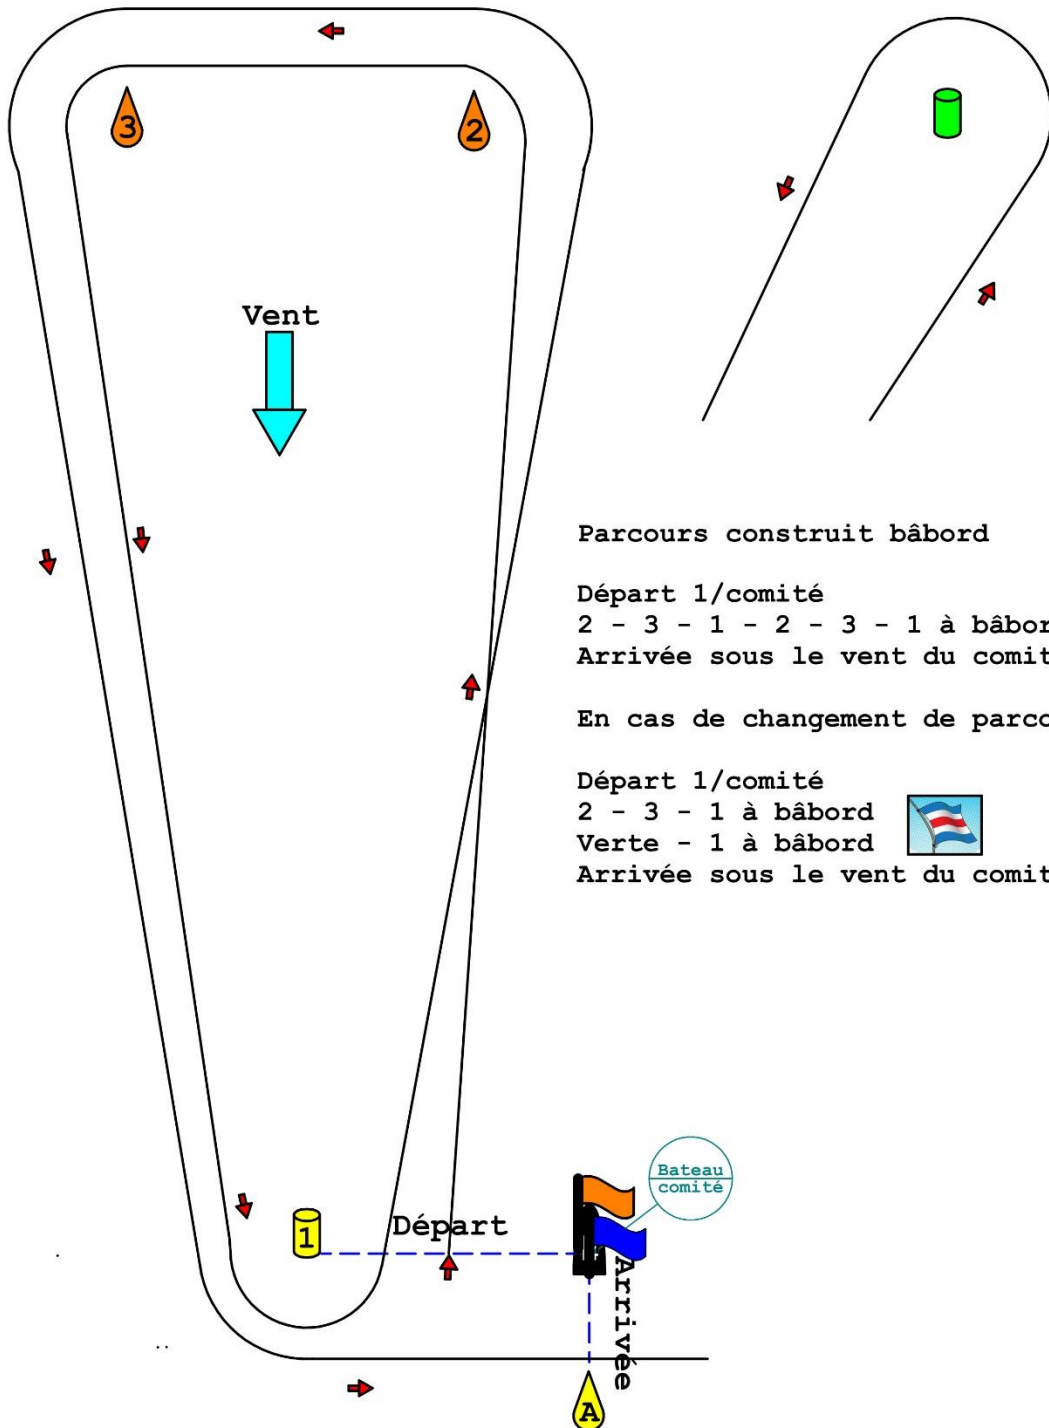 3
2
Vent
Parcours construit bâbord
Départ 1/comité
2 - 3 - 1 - 2 - 3 - 1 à bâbor
Arrivée sous le vent du comit
En cas de changement de parco
Départ 1/comité
2 - 3 - 1 à bâbord
Verte - 1 à bâbord
Arrivée sous le vent du comit
Bateau
comité
1
Départ
Arrivée
A